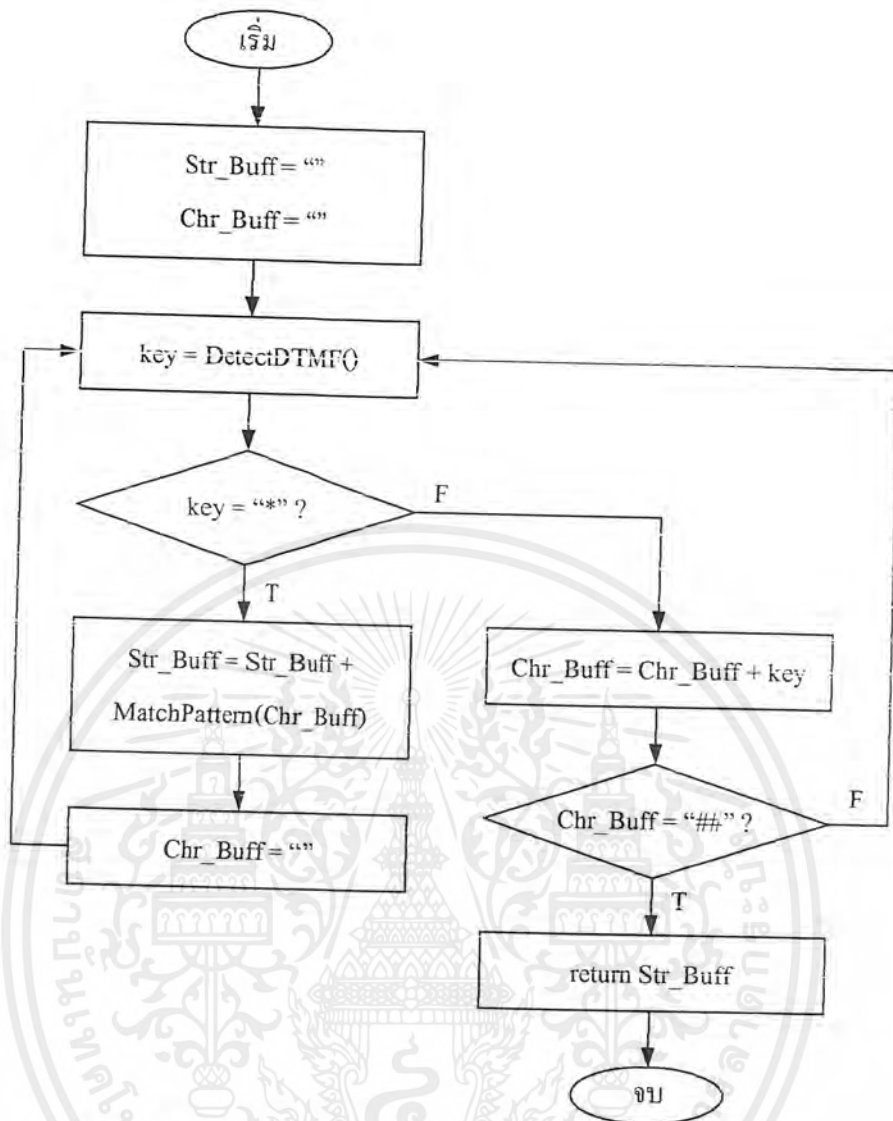 เริ่ม
Str_Buff = “”
Chr_Buff = “”
key = DetectDTMF()
key = “*” ?
F
T
Str_Buff = Str_Buff +
MatchPattern(Chr_Buff)
Chr_Buff = “”
Chr_Buff = Chr_Buff + key
Chr_Buff = “##” ?
F
T
return Str_Buff
จบ